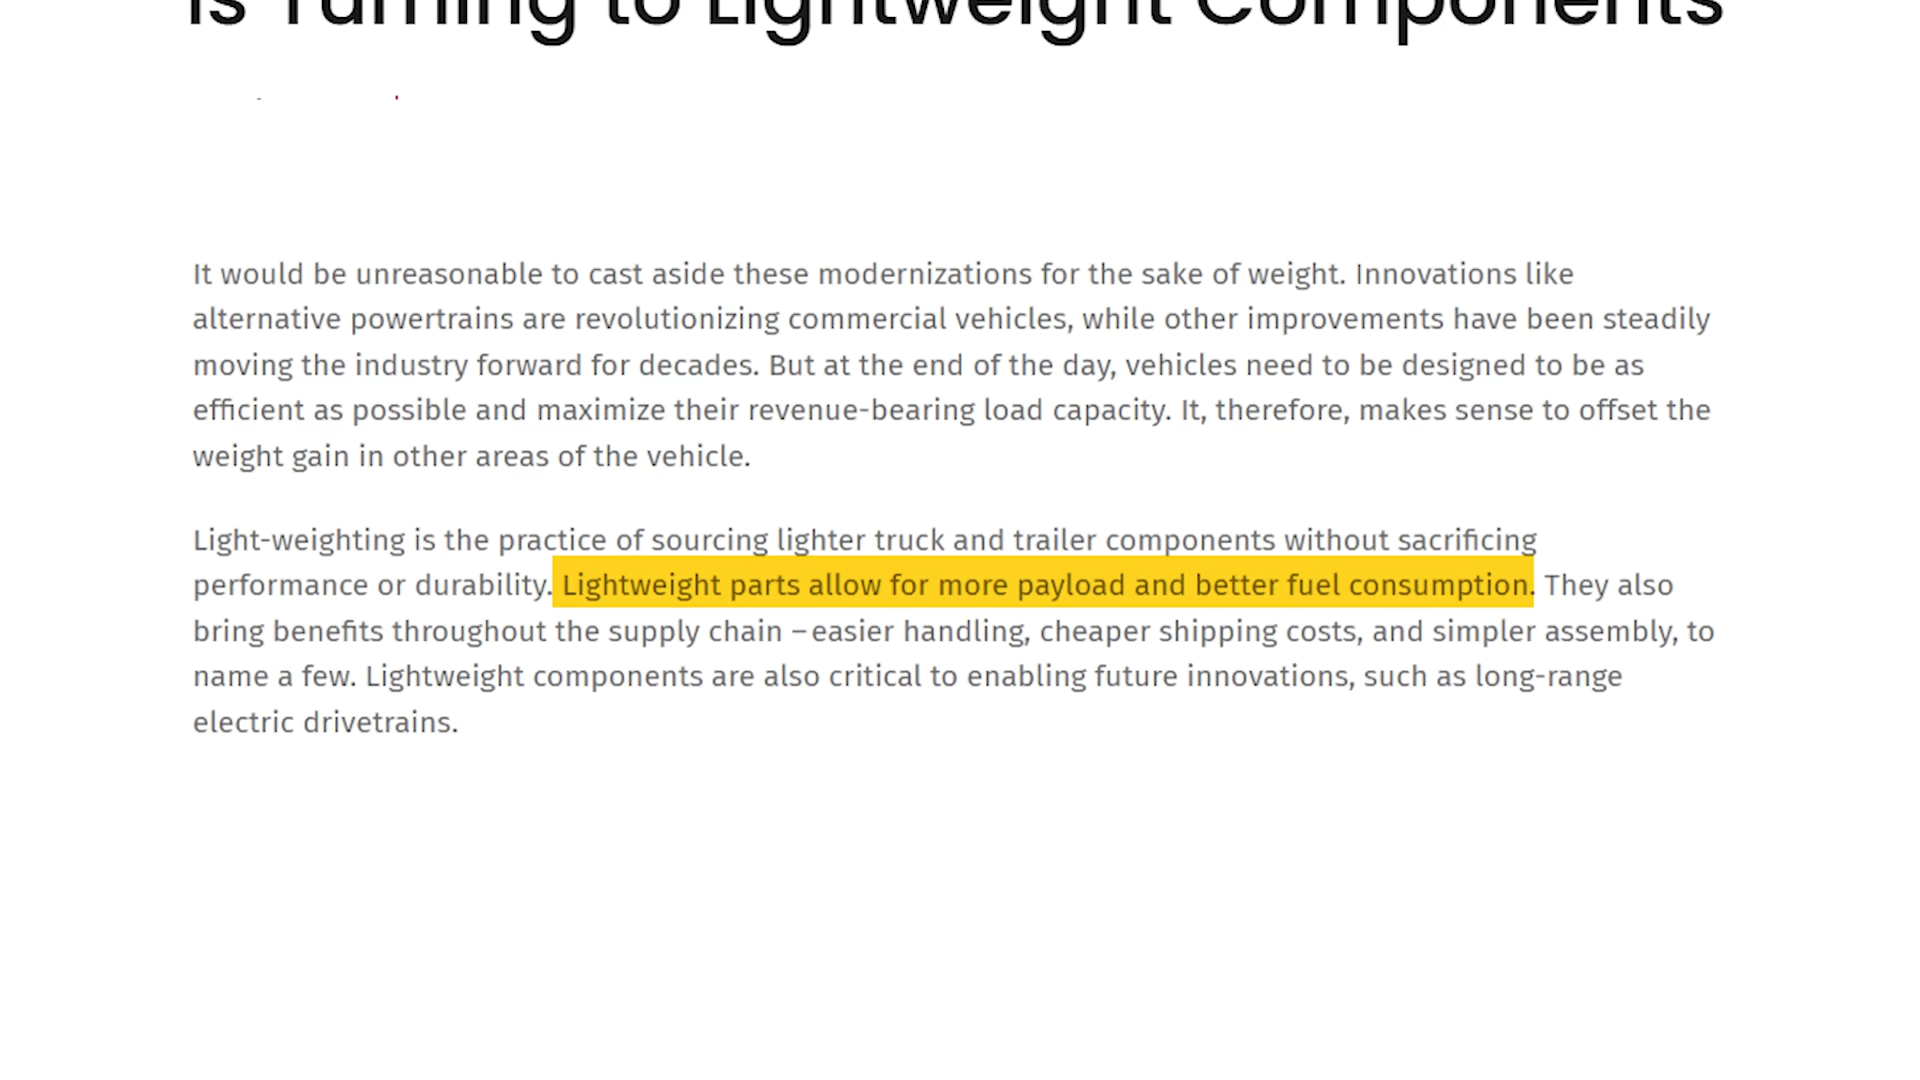 is Turning to Lightweight Components
It would be unreasonable to cast aside these modernizations for the sake of weight. Innovations like
alternative powertrains are revolutionizing commercial vehicles, while other improvements have been steadily
moving the industry forward for decades. But at the end of the day, vehicles need to be designed to be as
efficient as possible and maximize their revenue-bearing load capacity. It, therefore, makes sense to offset the
weight gain in other areas of the vehicle.
Light-weighting is the practice of sourcing lighter truck and trailer components without sacrificing
performance or durability. Lightweight parts allow for more payload and better fuel consumption. They also
bring benefits throughout the supply chain – easier handling, cheaper shipping costs, and simpler assembly, to
name a few. Lightweight components are also critical to enabling future innovations, such as long-range
electric drivetrains.